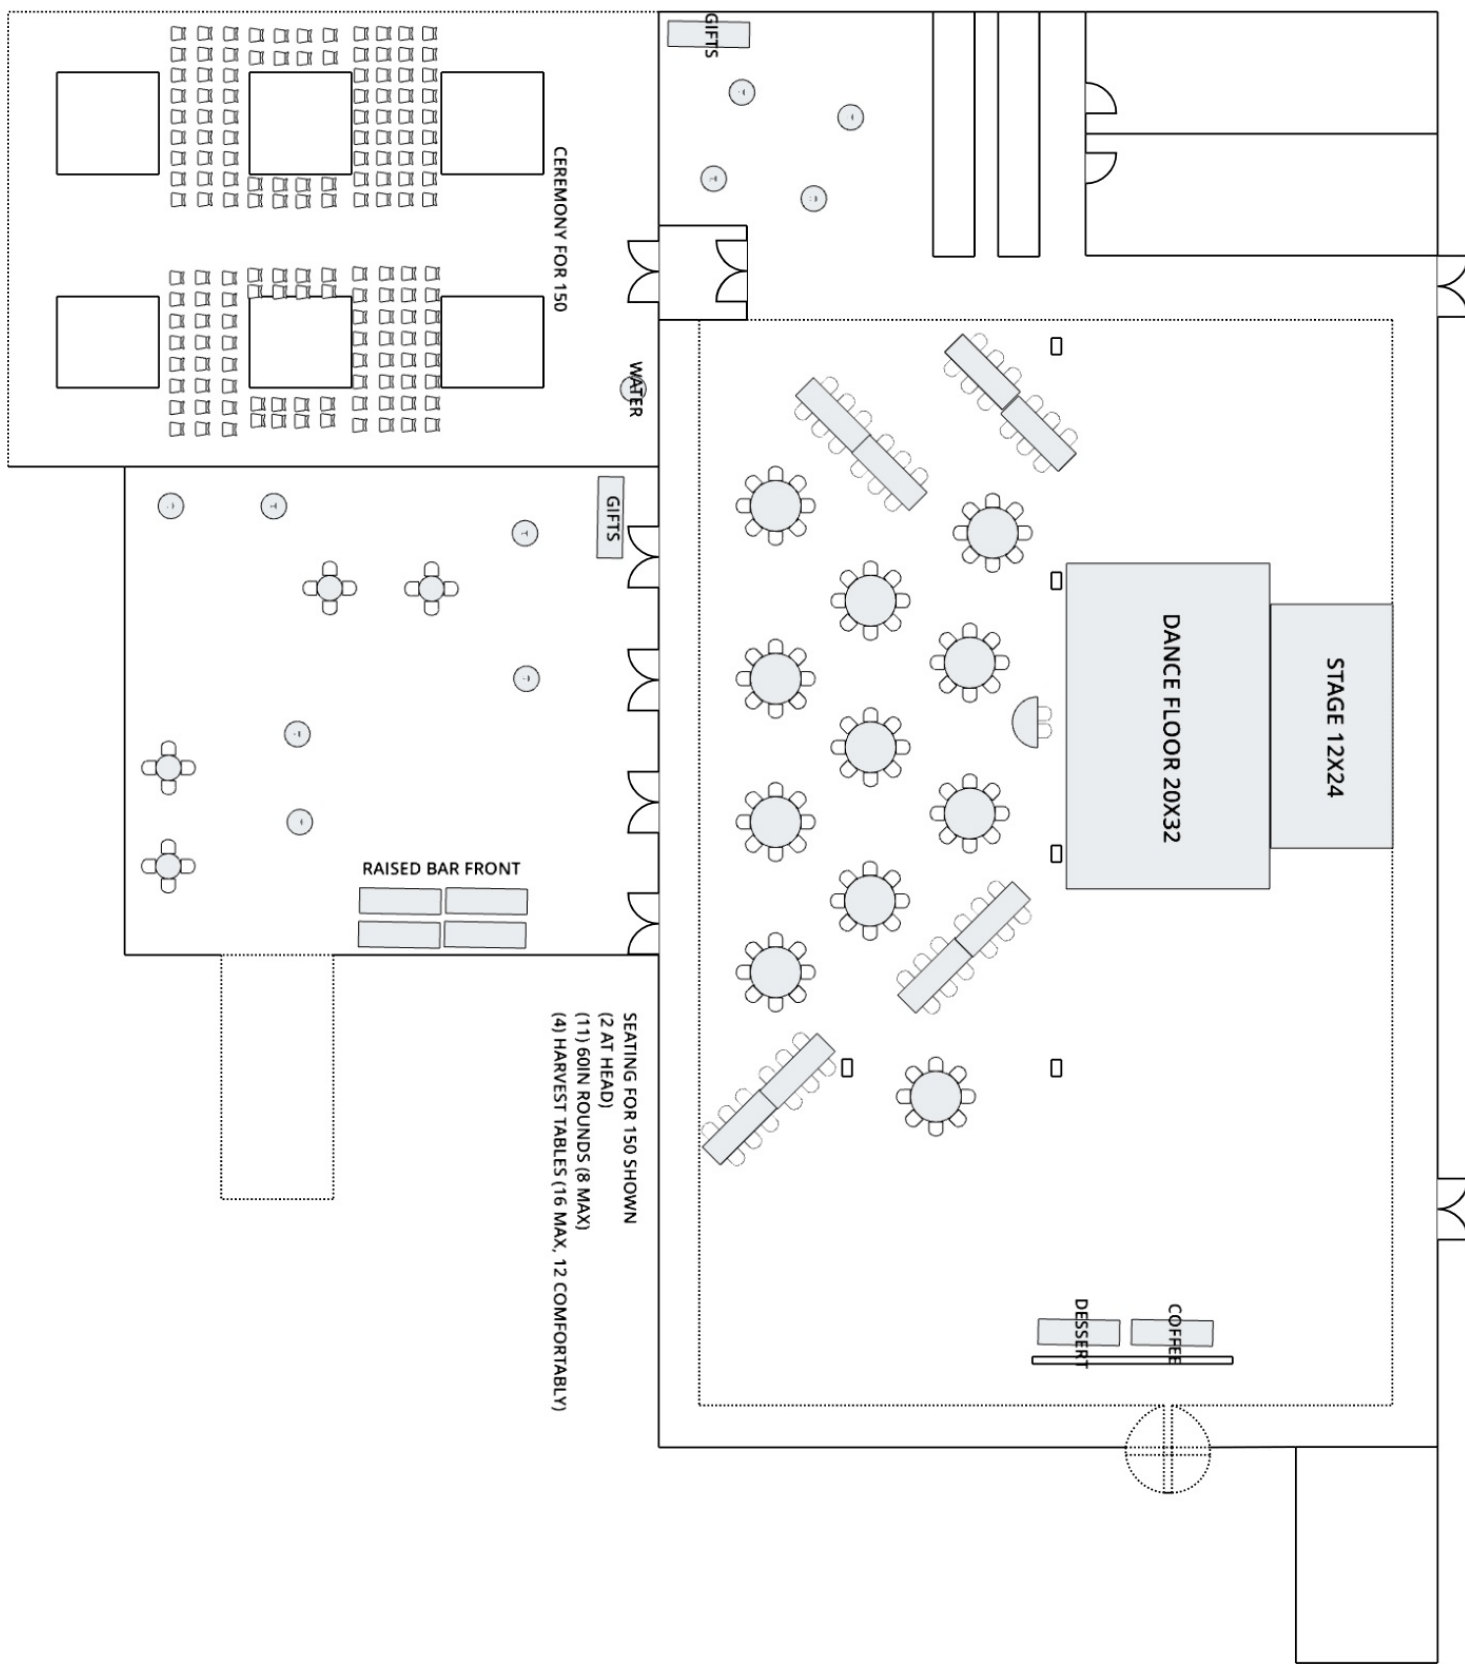 GIFTS
CEREMONY FOR 150
WATER
GIFTS
DANCE FLOOR 20X32
STAGE 12X24
RAISED BAR FRONT
SEATING FOR 150 SHOWN
(2 AT HEAD)
(11) 60IN ROUNDS (8 MAX)
(4) HARVEST TABLES (16 MAX, 12 COMFORTABLY)
DESSERT
COFFEE